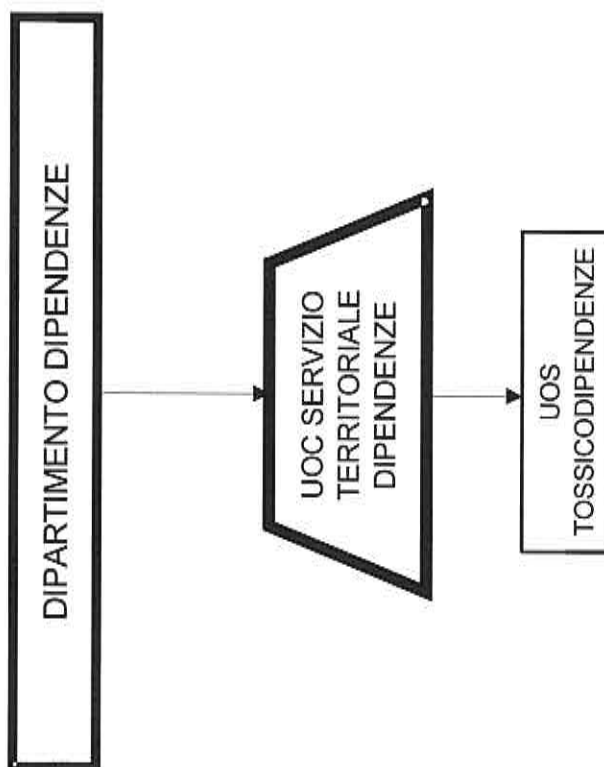 DIPARTIMENTO DIPENDENZE
UOC SERVIZIO
TERRITORIALE
DIPENDENZE
UOS
TOSSICODIPENDENZE